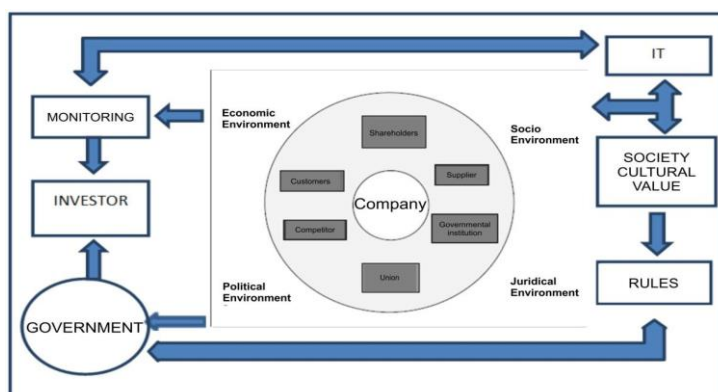 IT
MONITORING
Economic
Environment
Shareholders
Socio
Environment
SOCIETY
CULTURAL
VALUE
INVESTOR
Customers
Supplier
Company
Competitor
Governmental
institution
Union
Political
Environment
Juridical
Environment
RULES
GOVERNMENT